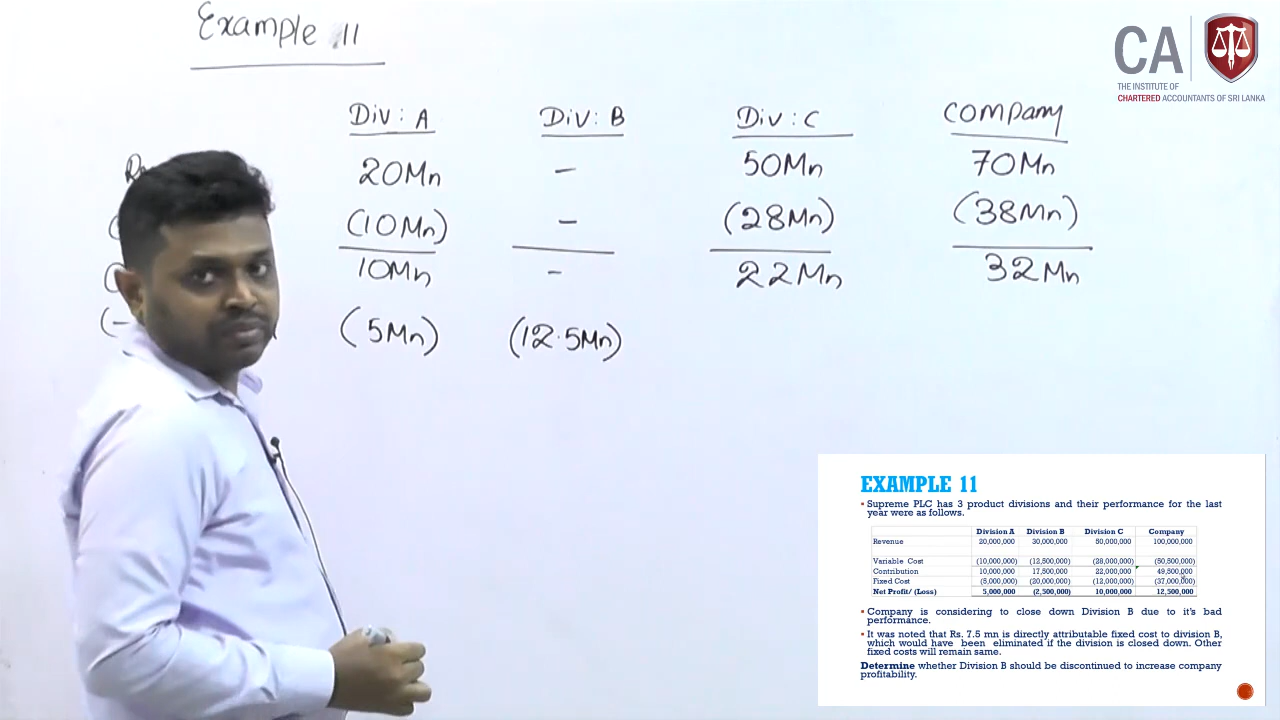 Example 11
Div: A Div: B Div: C Company
20Mn – 50Mn 70Mn
(10Mn) – (28Mn) (38Mn)
10Mn – 22Mn 32Mn
(5Mn) (12.5Mn)
CA
THE INSTITUTE OF
CHARTERED ACCOUNTANTS OF SRI LANKA
EXAMPLE 11
▪ Supreme PLC has 3 product divisions and their performance for the last
year were as follows.
Division A Division B Division C Company
Revenue 20,000,000 30,000,000 50,000,000 100,000,000
Variable Cost (10,000,000) (12,500,000) (28,000,000) (50,500,000)
Contribution 10,000,000 17,500,000 22,000,000 49,500,000
Fixed Cost (5,000,000) (20,000,000) (12,000,000) (37,000,000)
Net Profit/ (Loss) 5,000,000 (2,500,000) 10,000,000 12,500,000
▪ Company is considering to close down Division B due to it's bad
performance.
▪ It was noted that Rs. 7.5 mn is directly attributable fixed cost to division B,
which would have been eliminated if the division is closed down. Other
fixed costs will remain same.
Determine whether Division B should be discontinued to increase company
profitability.